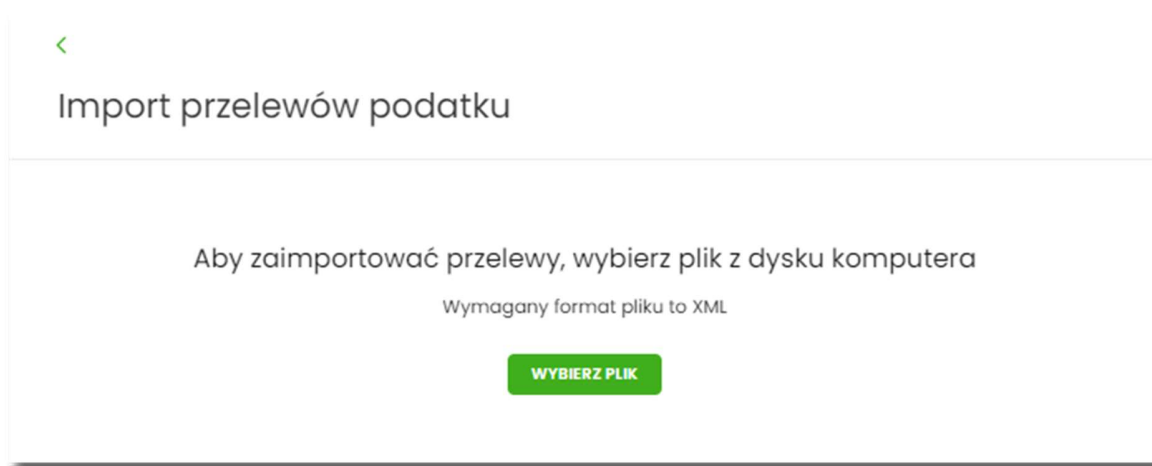 Import przelewów podatku
Aby zaimportować przelewy, wybierz plik z dysku komputera
Wymagany format pliku to XML
WYBIERZ PLIK